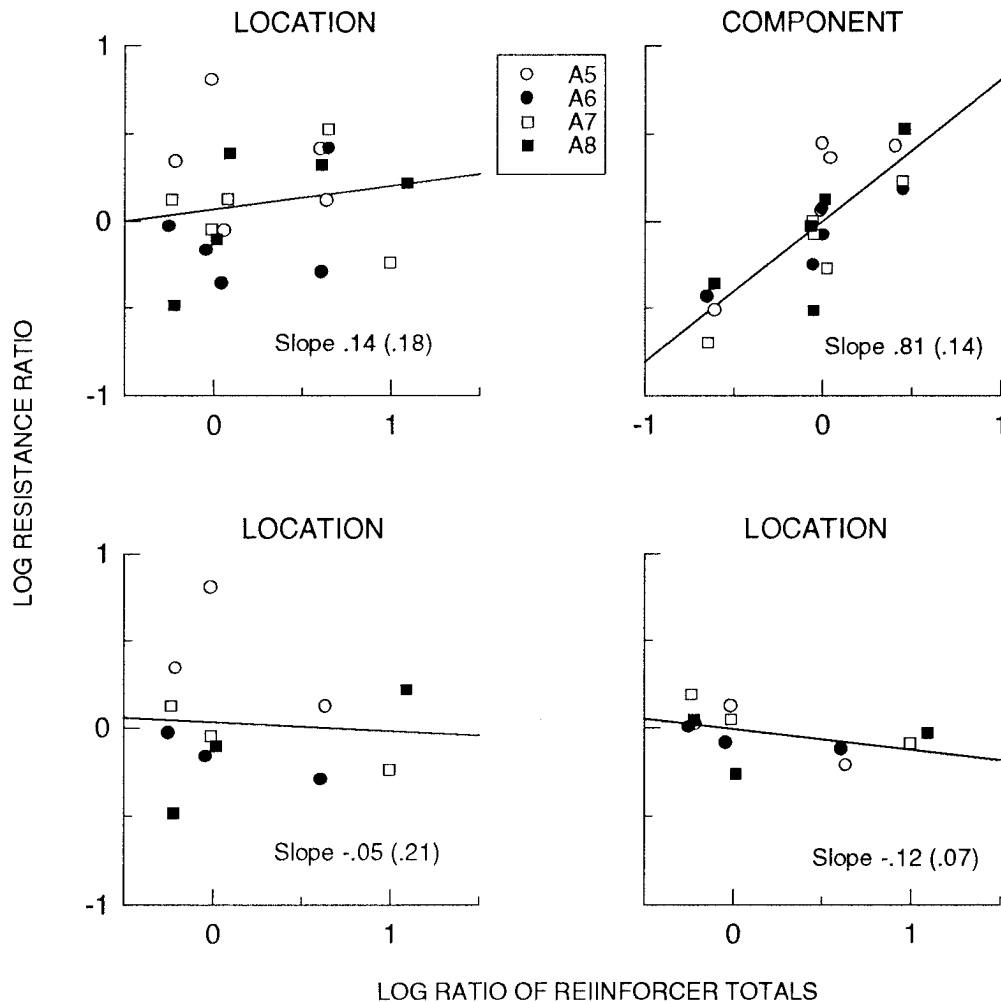 LOCATION
COMPONENT
1
A5
A6
A7
A8
0
Slope .14 (.18)
Slope .81 (.14)
-1
0
1
-1
0
1
LOG RESISTANCE RATIO
LOCATION
LOCATION
1
0
Slope -.05 (.21)
Slope -.12 (.07)
-1
0
1
0
1
LOG RATIO OF REIINFORCER TOTALS